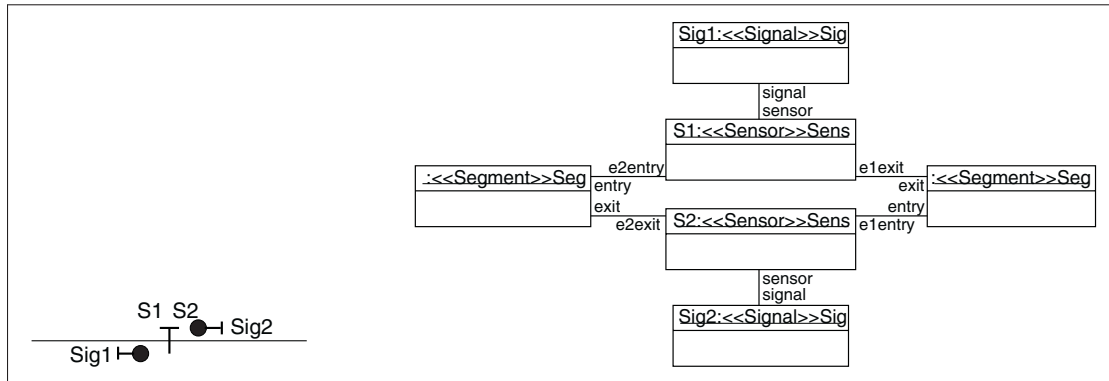 Sig1:<<Signal>>Sig
signal
sensor
S1:<<Sensor>>Sens
e2entry
e1exit
:<<Segment>>Seg
entry
exit
:<<Segment>>Seg
exit
entry
e2exit
S2:<<Sensor>>Sens
e1entry
sensor
signal
Sig2:<<Signal>>Sig
S1 S2
Sig2
Sig1